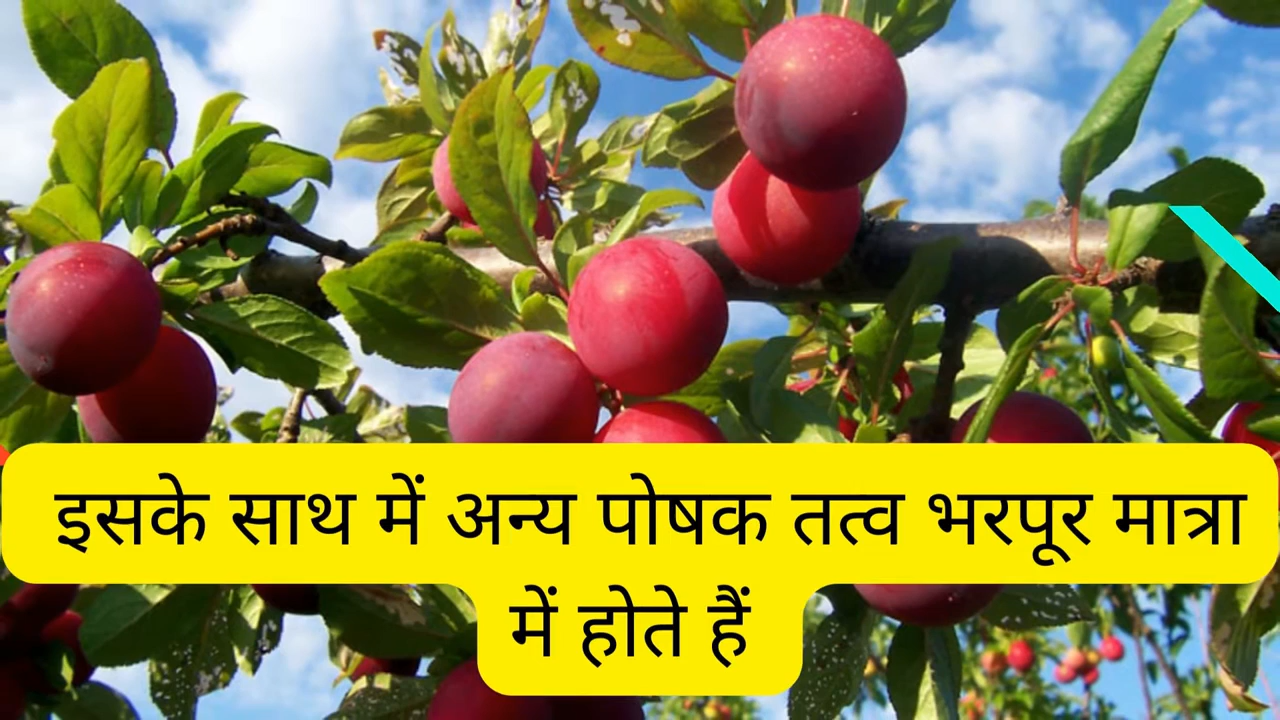 इसके साथ में अन्य पोषक तत्व भरपूर मात्रा
में होते हैं